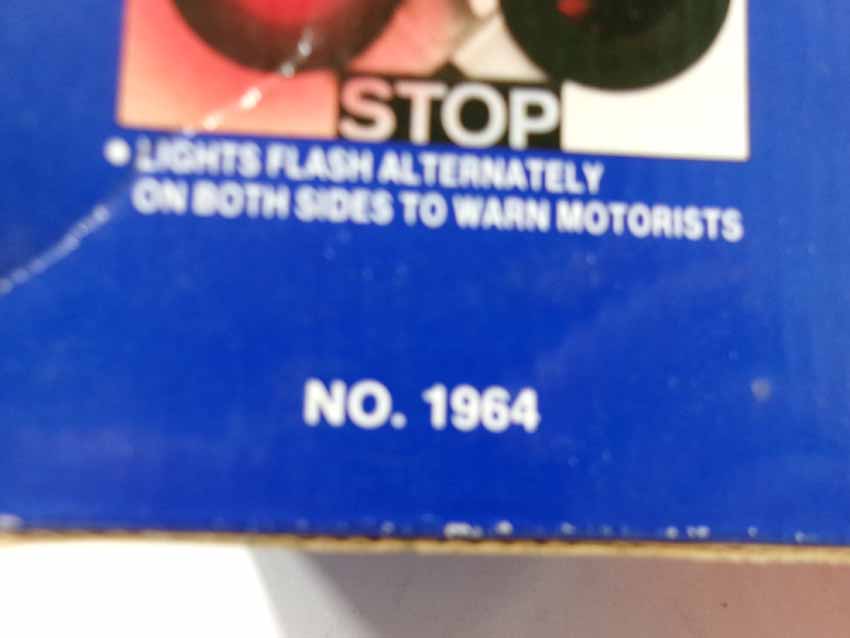 STOP
• LIGHTS FLASH ALTERNATELY
ON BOTH SIDES TO WARN MOTORISTS
NO. 1964